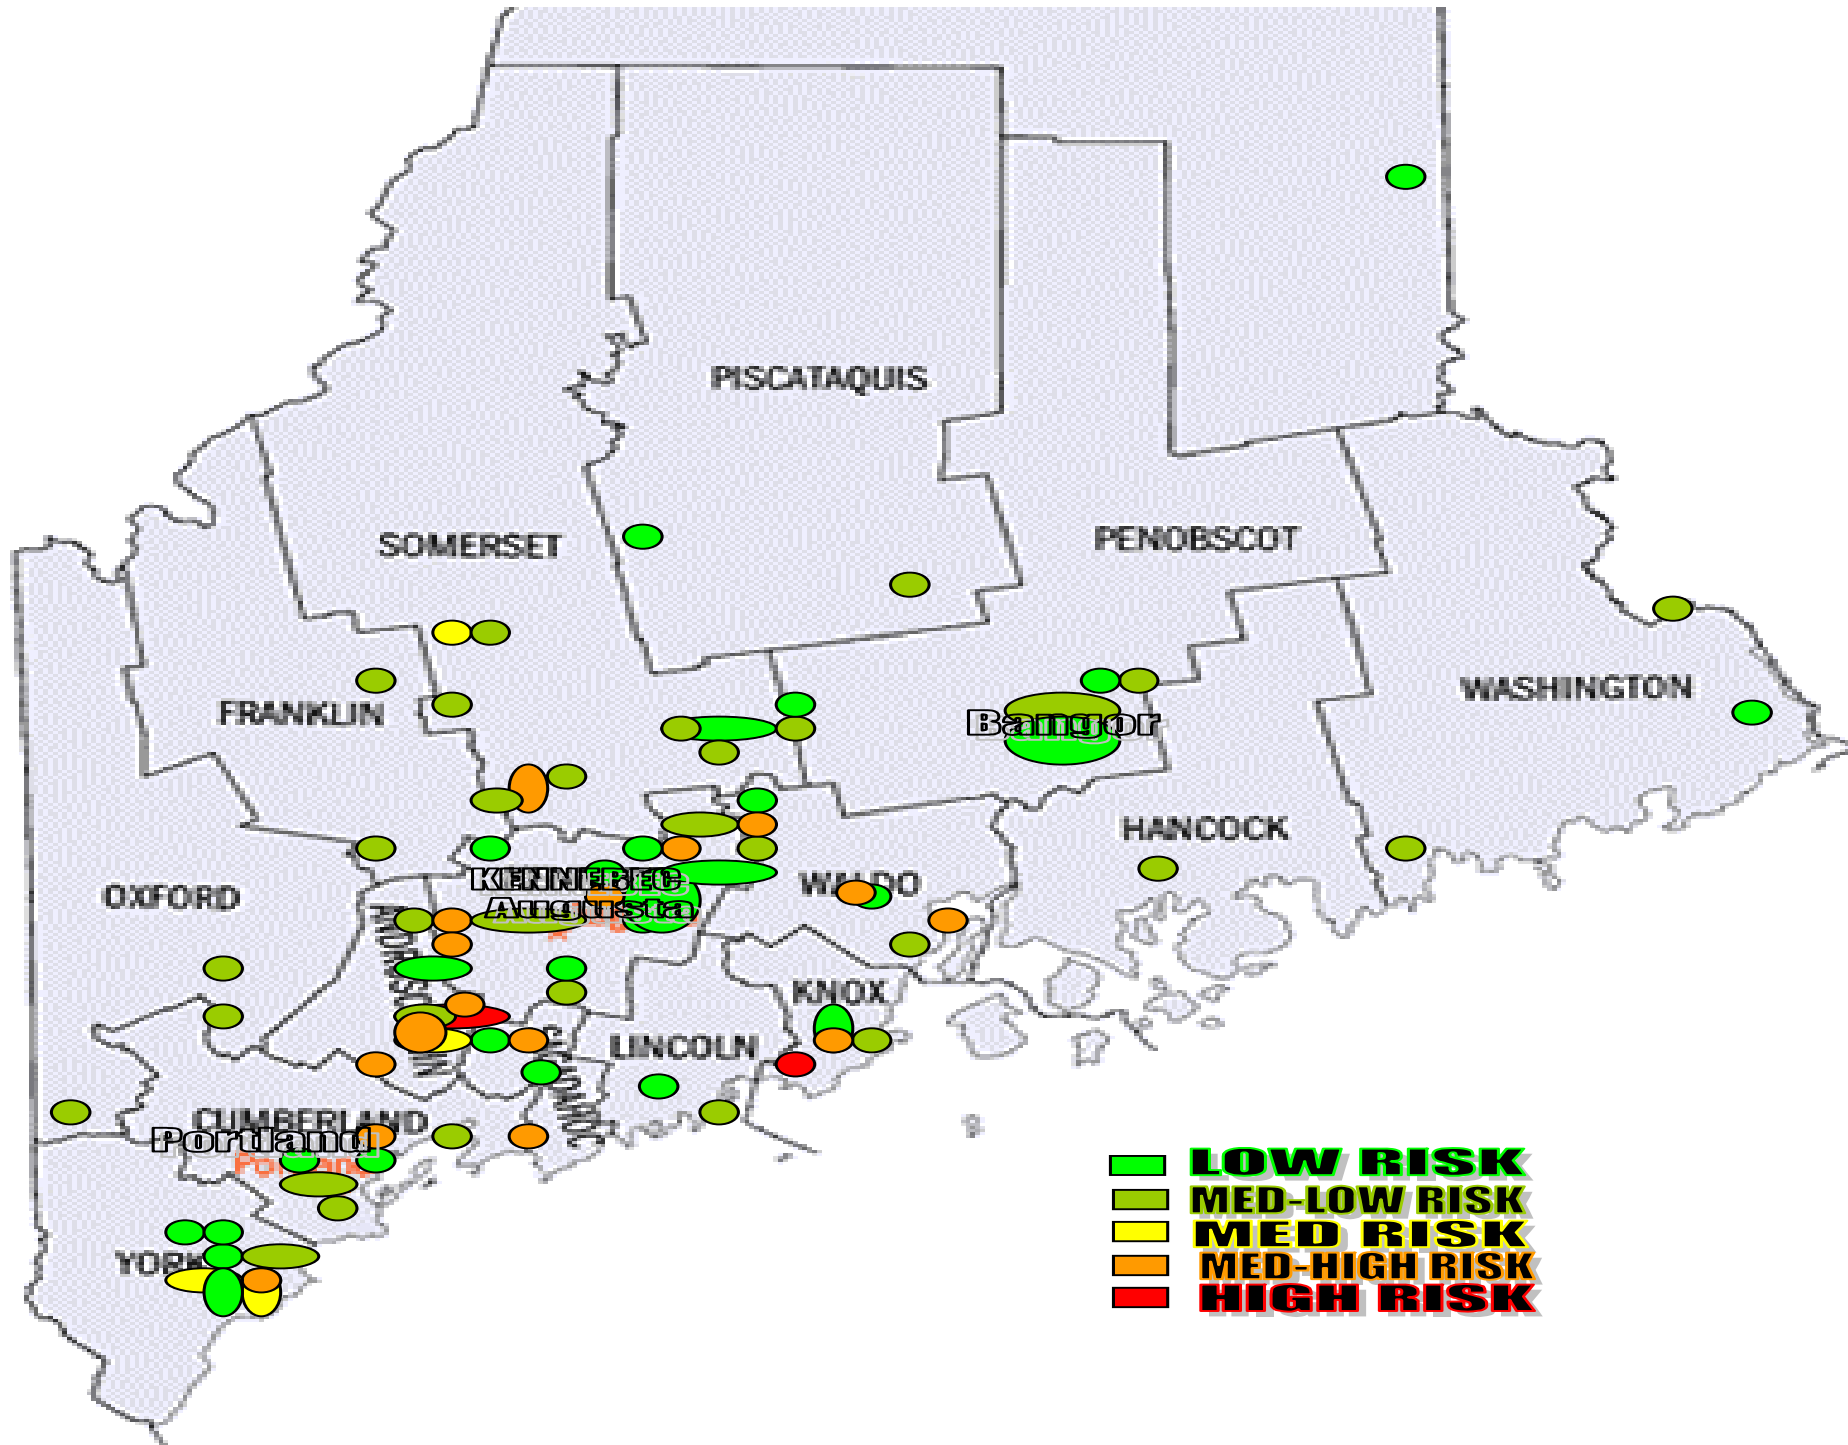 PISCATAQUIS
SOMERSET
PENOBSCOT
FRANKLIN
WASHINGTON
Bangor
HANCOCK
OXFORD
KENNEBEC
WALDO
Augusta
KNOX
LINCOLN
CUMBERLAND
Portland
Portland
YORK
LOW RISK
MED-LOW RISK
MED RISK
MED-HIGH RISK
HIGH RISK